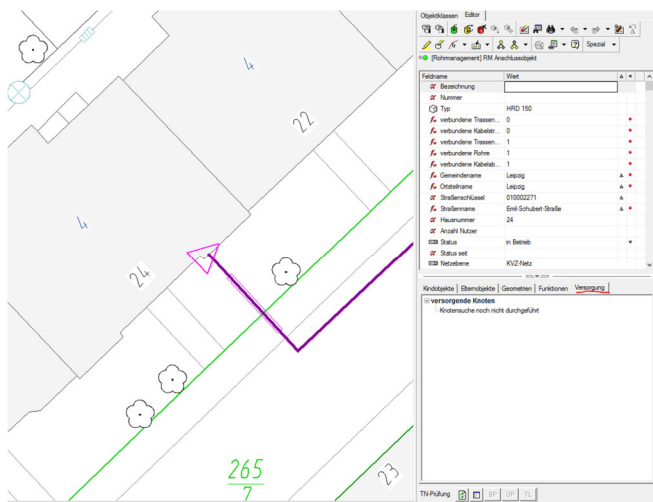 4
22
4
24
265
7
23
Objektklassen Editor
Spezial
[Rohrmanagement] RM Anschlussobjekt
Feldname Wert
Bezeichnung
Nummer
Typ HRD 150
verbundene Trassen... 0
verbundene Kabelstr... 0
verbundene Trassen... 1
verbundene Rohre 1
verbundene Kabelab... 1
Gemeindename Leipzig
Ortsteilname Leipzig
Straßenschlüssel 010002271
Straßenname Emil-Schubert-Straße
Hausnummer 24
Anzahl Nutzer
Status in Betrieb
Status seit
Netzebene KVZ-Netz
Kindobjekte Elternobjekte Geometrien Funktionen Versorgung
versorgende Knoten
Knotensuche noch nicht durchgeführt
TN-Prüfung BP ÜP TL